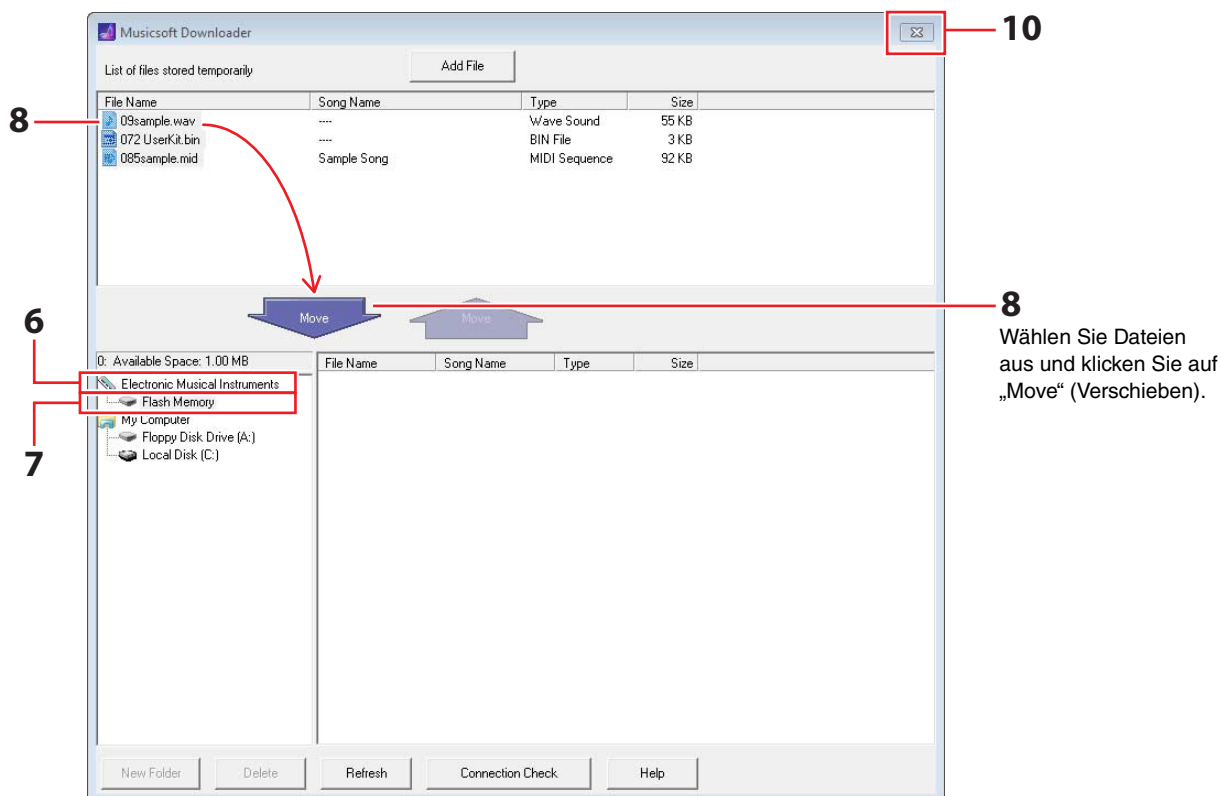 Musicsoft Downloader
10
List of files stored temporarily
Add File
File Name Song Name Type Size
8
09sample.wav ---- Wave Sound 55 KB
072 UserKit.bin ---- BIN File 3 KB
085sample.mid Sample Song MIDI Sequence 92 KB
Move
Move
8
Wählen Sie Dateien
aus und klicken Sie auf
„Move“ (Verschieben).
6
0: Available Space: 1.00 MB
File Name Song Name Type Size
Electronic Musical Instruments
Flash Memory
My Computer
Floppy Disk Drive (A:)
Local Disk (C:)
7
New Folder Delete Refresh Connection Check Help